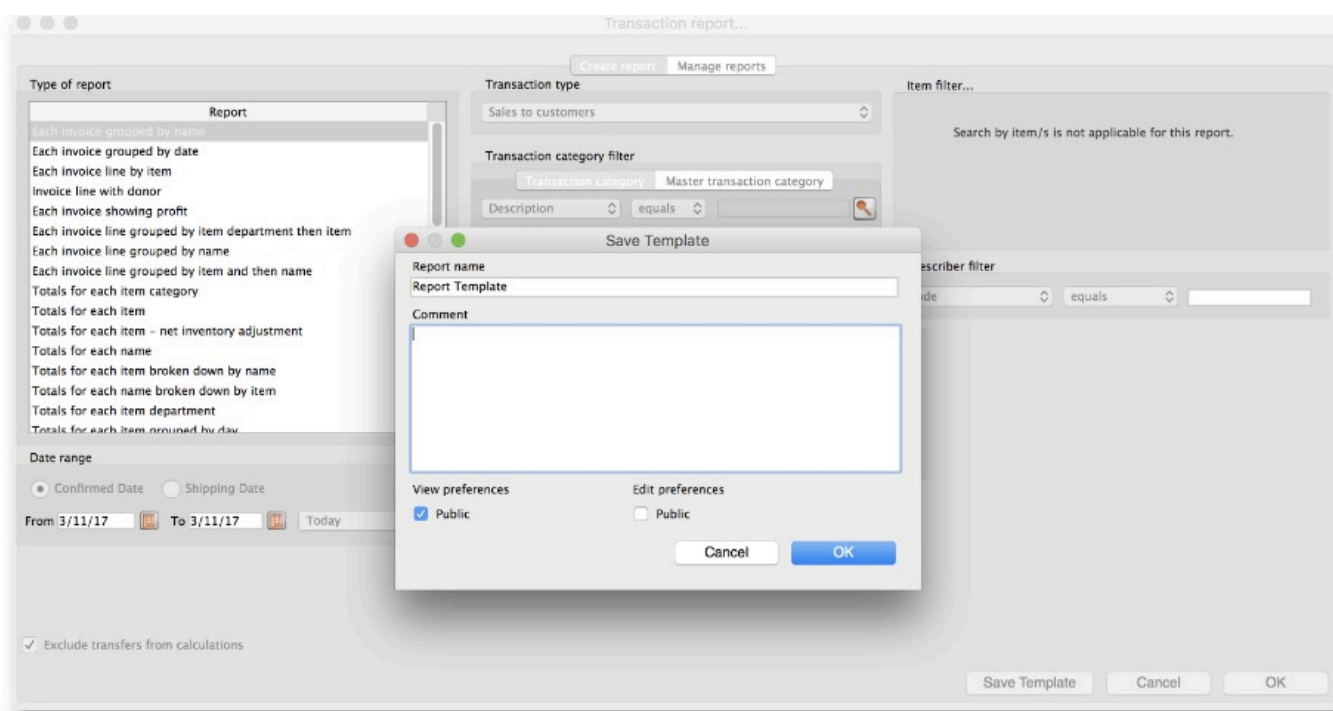 Transaction report...
Create report Manage reports
Type of report
Report
Each invoice grouped by name
Each invoice grouped by date
Each invoice line by item
Invoice line with donor
Each invoice showing profit
Each invoice line grouped by item department then item
Each invoice line grouped by name
Each invoice line grouped by item and then name
Totals for each item category
Totals for each item
Totals for each item – net inventory adjustment
Totals for each name
Totals for each item broken down by name
Totals for each name broken down by item
Totals for each item department
Totals for each item grouped by day
Transaction type
Sales to customers
Transaction category filter
Transaction category Master transaction category
Description equals
Item filter...
Search by item/s is not applicable for this report.
equals
Save Template
Report name
Report Template
Comment
View preferences Edit preferences
Public Public
Cancel OK
filter
Date range
Confirmed Date Shipping Date
From 3/11/17 To 3/11/17 Today
Exclude transfers from calculations
Save Template Cancel OK